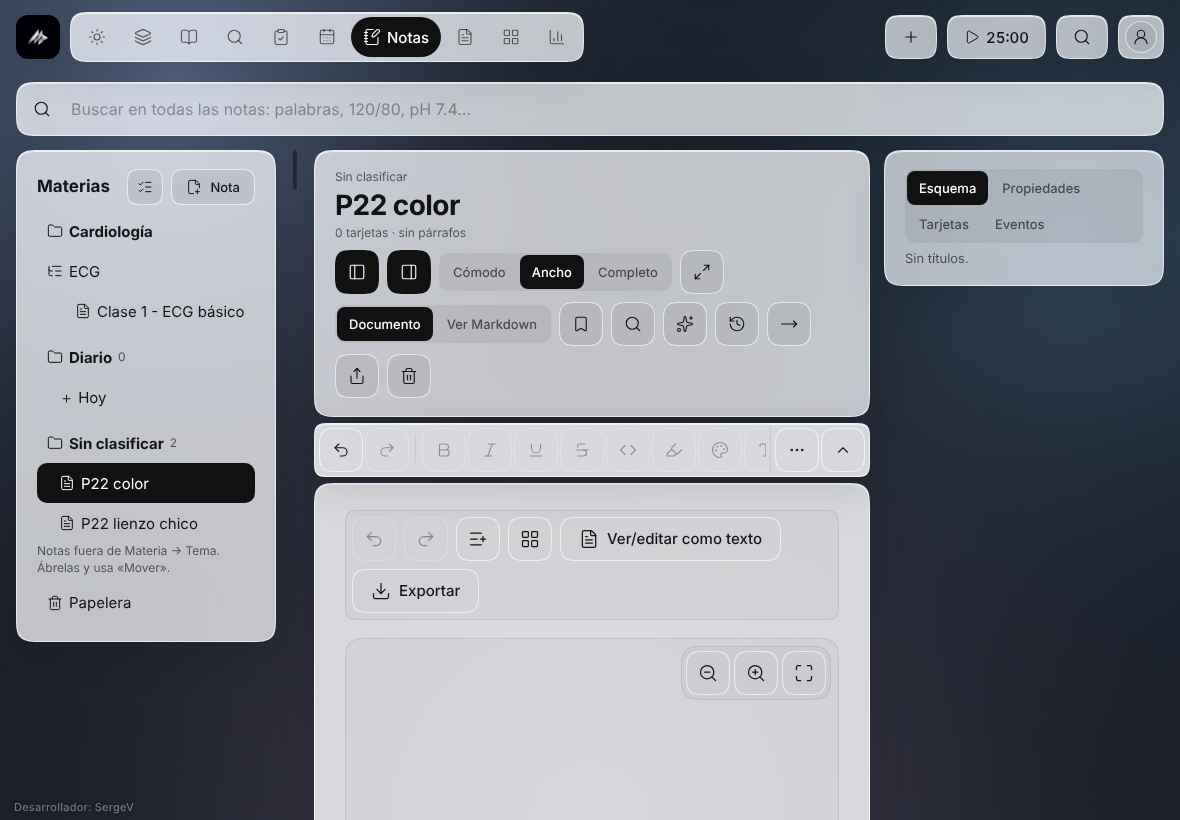 Notas
25:00
Buscar en todas las notas: palabras, 120/80, pH 7.4...
Materias
Nota
Cardiología
ECG
Clase 1 - ECG básico
Diario 0
+ Hoy
Sin clasificar 2
P22 color
P22 lienzo chico
Notas fuera de Materia → Tema.
Ábrelas y usa «Mover».
Papelera
Sin clasificar
P22 color
0 tarjetas · sin párrafos
Cómodo Ancho Completo
Documento Ver Markdown
B I U S
Ver/editar como texto
Exportar
Esquema Propiedades
Tarjetas Eventos
Sin títulos.
Desarrollador: SergeV